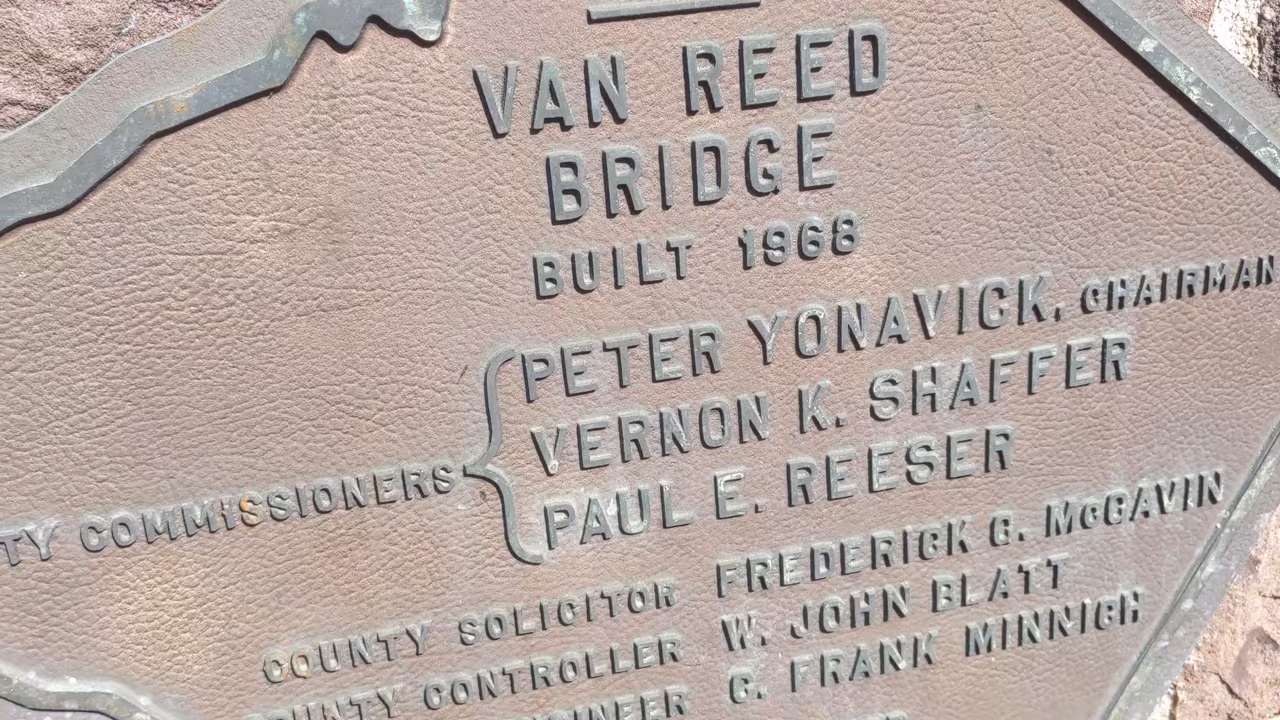 VAN REED
BRIDGE
BUILT 1968
PETER YONAVICK, CHAIRMAN
VERNON K. SHAFFER
COMMISSIONERS
PAUL E. REESER
COUNTY SOLICITOR FREDERICK G. McGAVIN
CONTROLLER W. JOHN BLATT
C. FRANK MINNICH